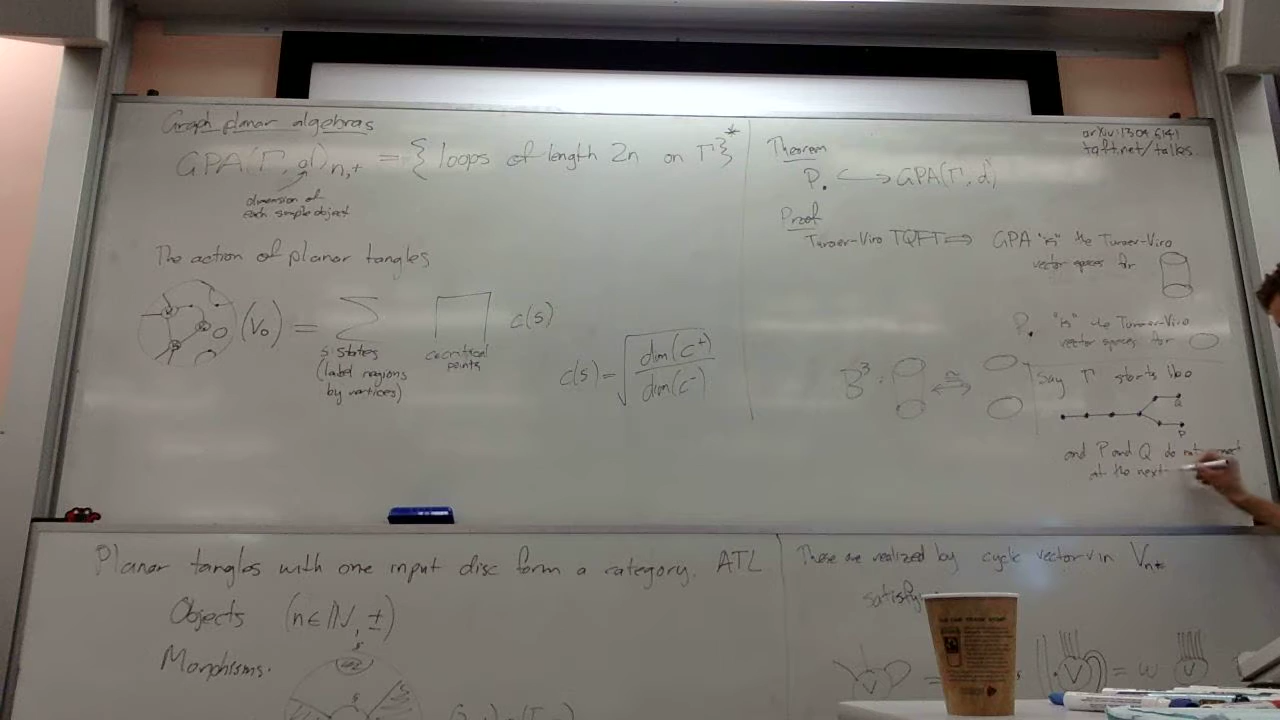 Graph planar algebras
GPA(Γ, d)n,+ = { loops of length 2n on Γ }*
dimension of
each simple object
The action of planar tangles
(V₀) = Σ ∏ c(s)
s: states
(label regions
by vertices)
c critical
points
c(s) = √(dim(c⁺)/dim(c⁻))
arXiv:1304.6141
tqft.net/talks
Theorem
P. ↪ GPA(Γ, d)
Proof
Turaev-Viro TQFT ⇒ GPA "is" the Turaev-Viro
vector spaces for
P. "is" the Turaev-Viro
vector spaces for
B³:
≅
Say Γ starts like
Q
P
and P and Q do not
at the next
Planar tangles with one input disc form a category, ATL
Objects (n ∈ ℕ, ±)
Morphisms.
These are realized by cyclic vector v in Vn,±
satisfy
V
V = ω V